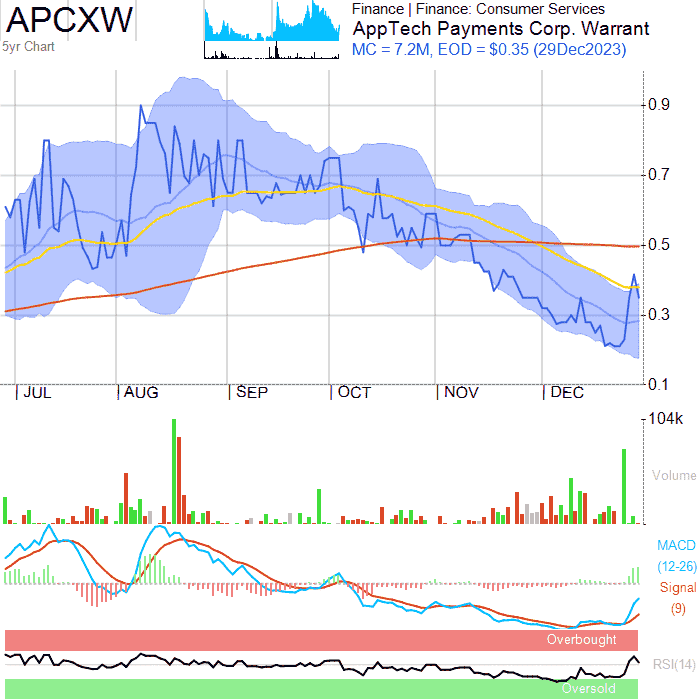 APCXW
5yr Chart
Finance | Finance: Consumer Services
AppTech Payments Corp. Warrant
MC = 7.2M, EOD = $0.35 (29Dec2023)
0.9
0.7
0.5
0.3
0.1
JUL
AUG
SEP
OCT
NOV
DEC
104k
Volume
MACD
(12-26)
Signal
(9)
Overbought
RSI(14)
Oversold